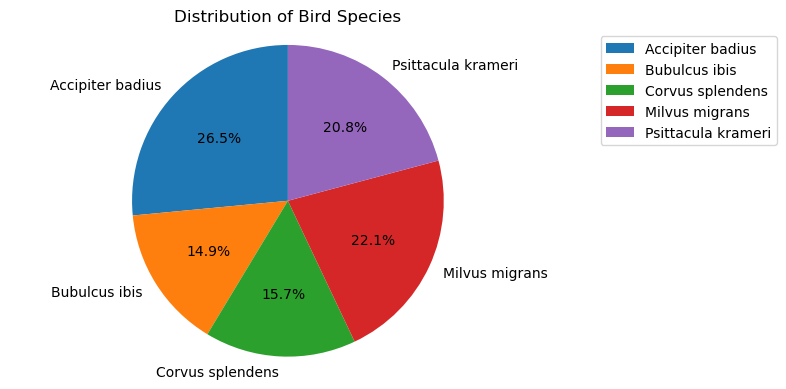 Distribution of Bird Species
Accipiter badius
26.5%
Bubulcus ibis
14.9%
Corvus splendens
15.7%
Milvus migrans
22.1%
Psittacula krameri
20.8%
Accipiter badius
Bubulcus ibis
Corvus splendens
Milvus migrans
Psittacula krameri